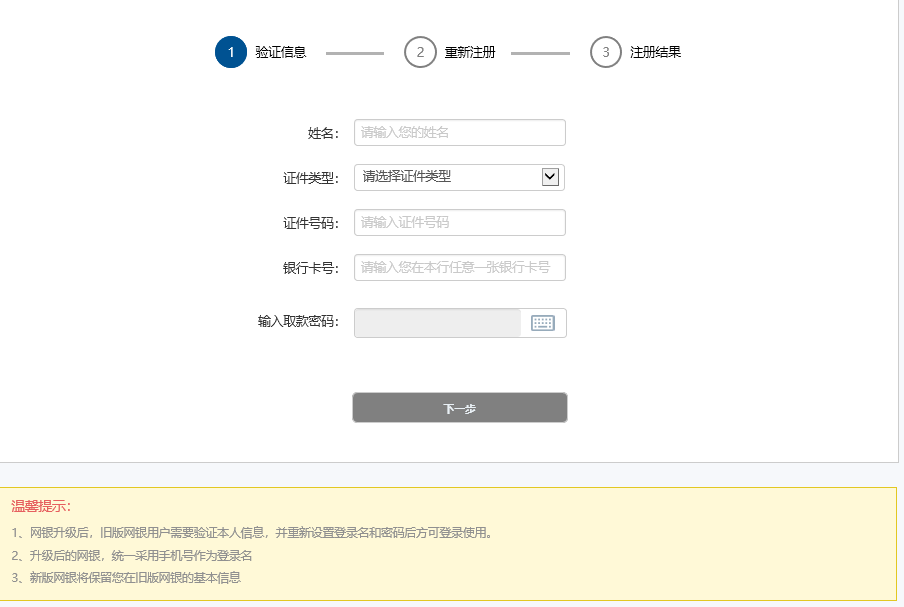 1 验证信息 2 重新注册 3 注册结果
姓名： 请输入您的姓名
证件类型： 请选择证件类型
证件号码： 请输入证件号码
银行卡号： 请输入您在本行任意一张银行卡号
输入取款密码：
下一步
温馨提示：
1、网银升级后，旧版网银用户需要验证本人信息，并重新设置登录名和密码后方可登录使用。
2、升级后的网银，统一采用手机号作为登录名
3、新版网银将保留您在旧版网银的基本信息